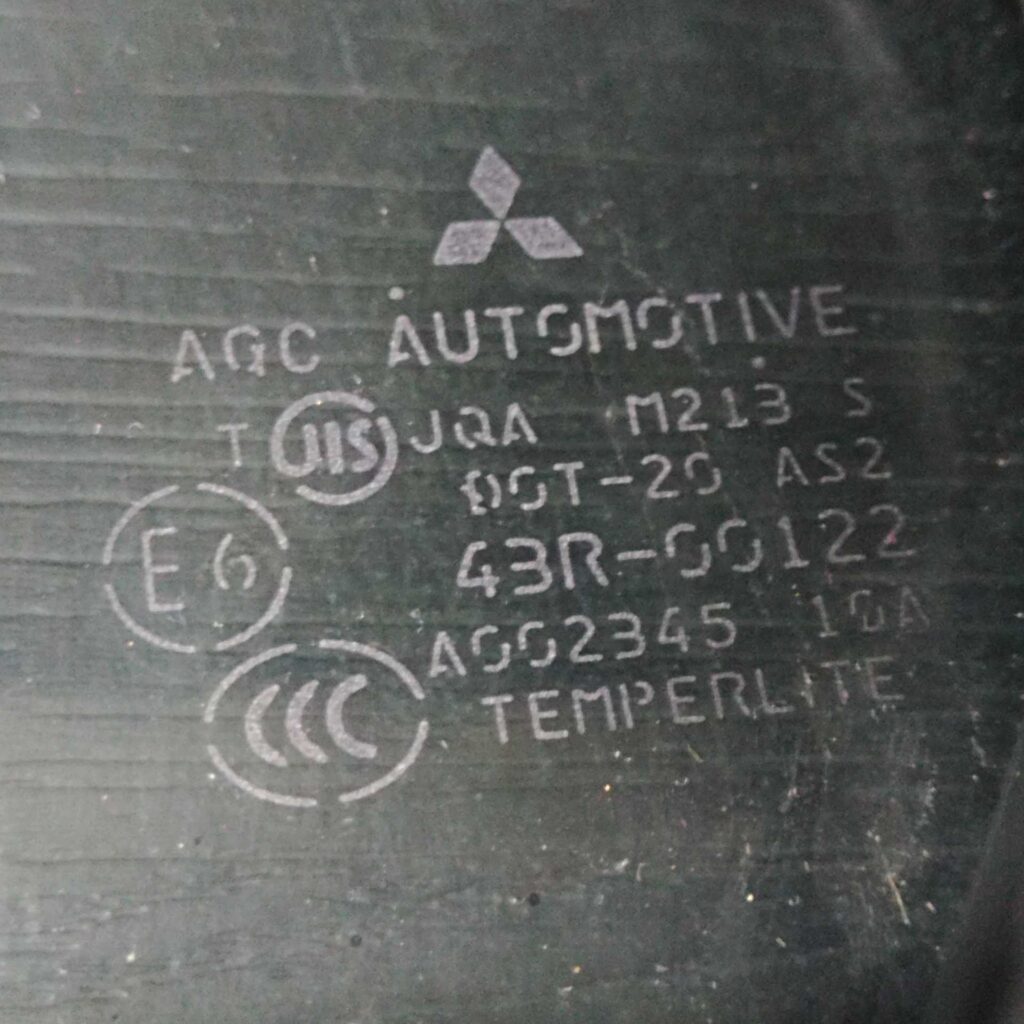 AGC AUTOMOTIVE
T JIS JQA M213 S
DOT-20 AS2
E6 43R-00122
A002345 10A
CCC TEMPERLITE